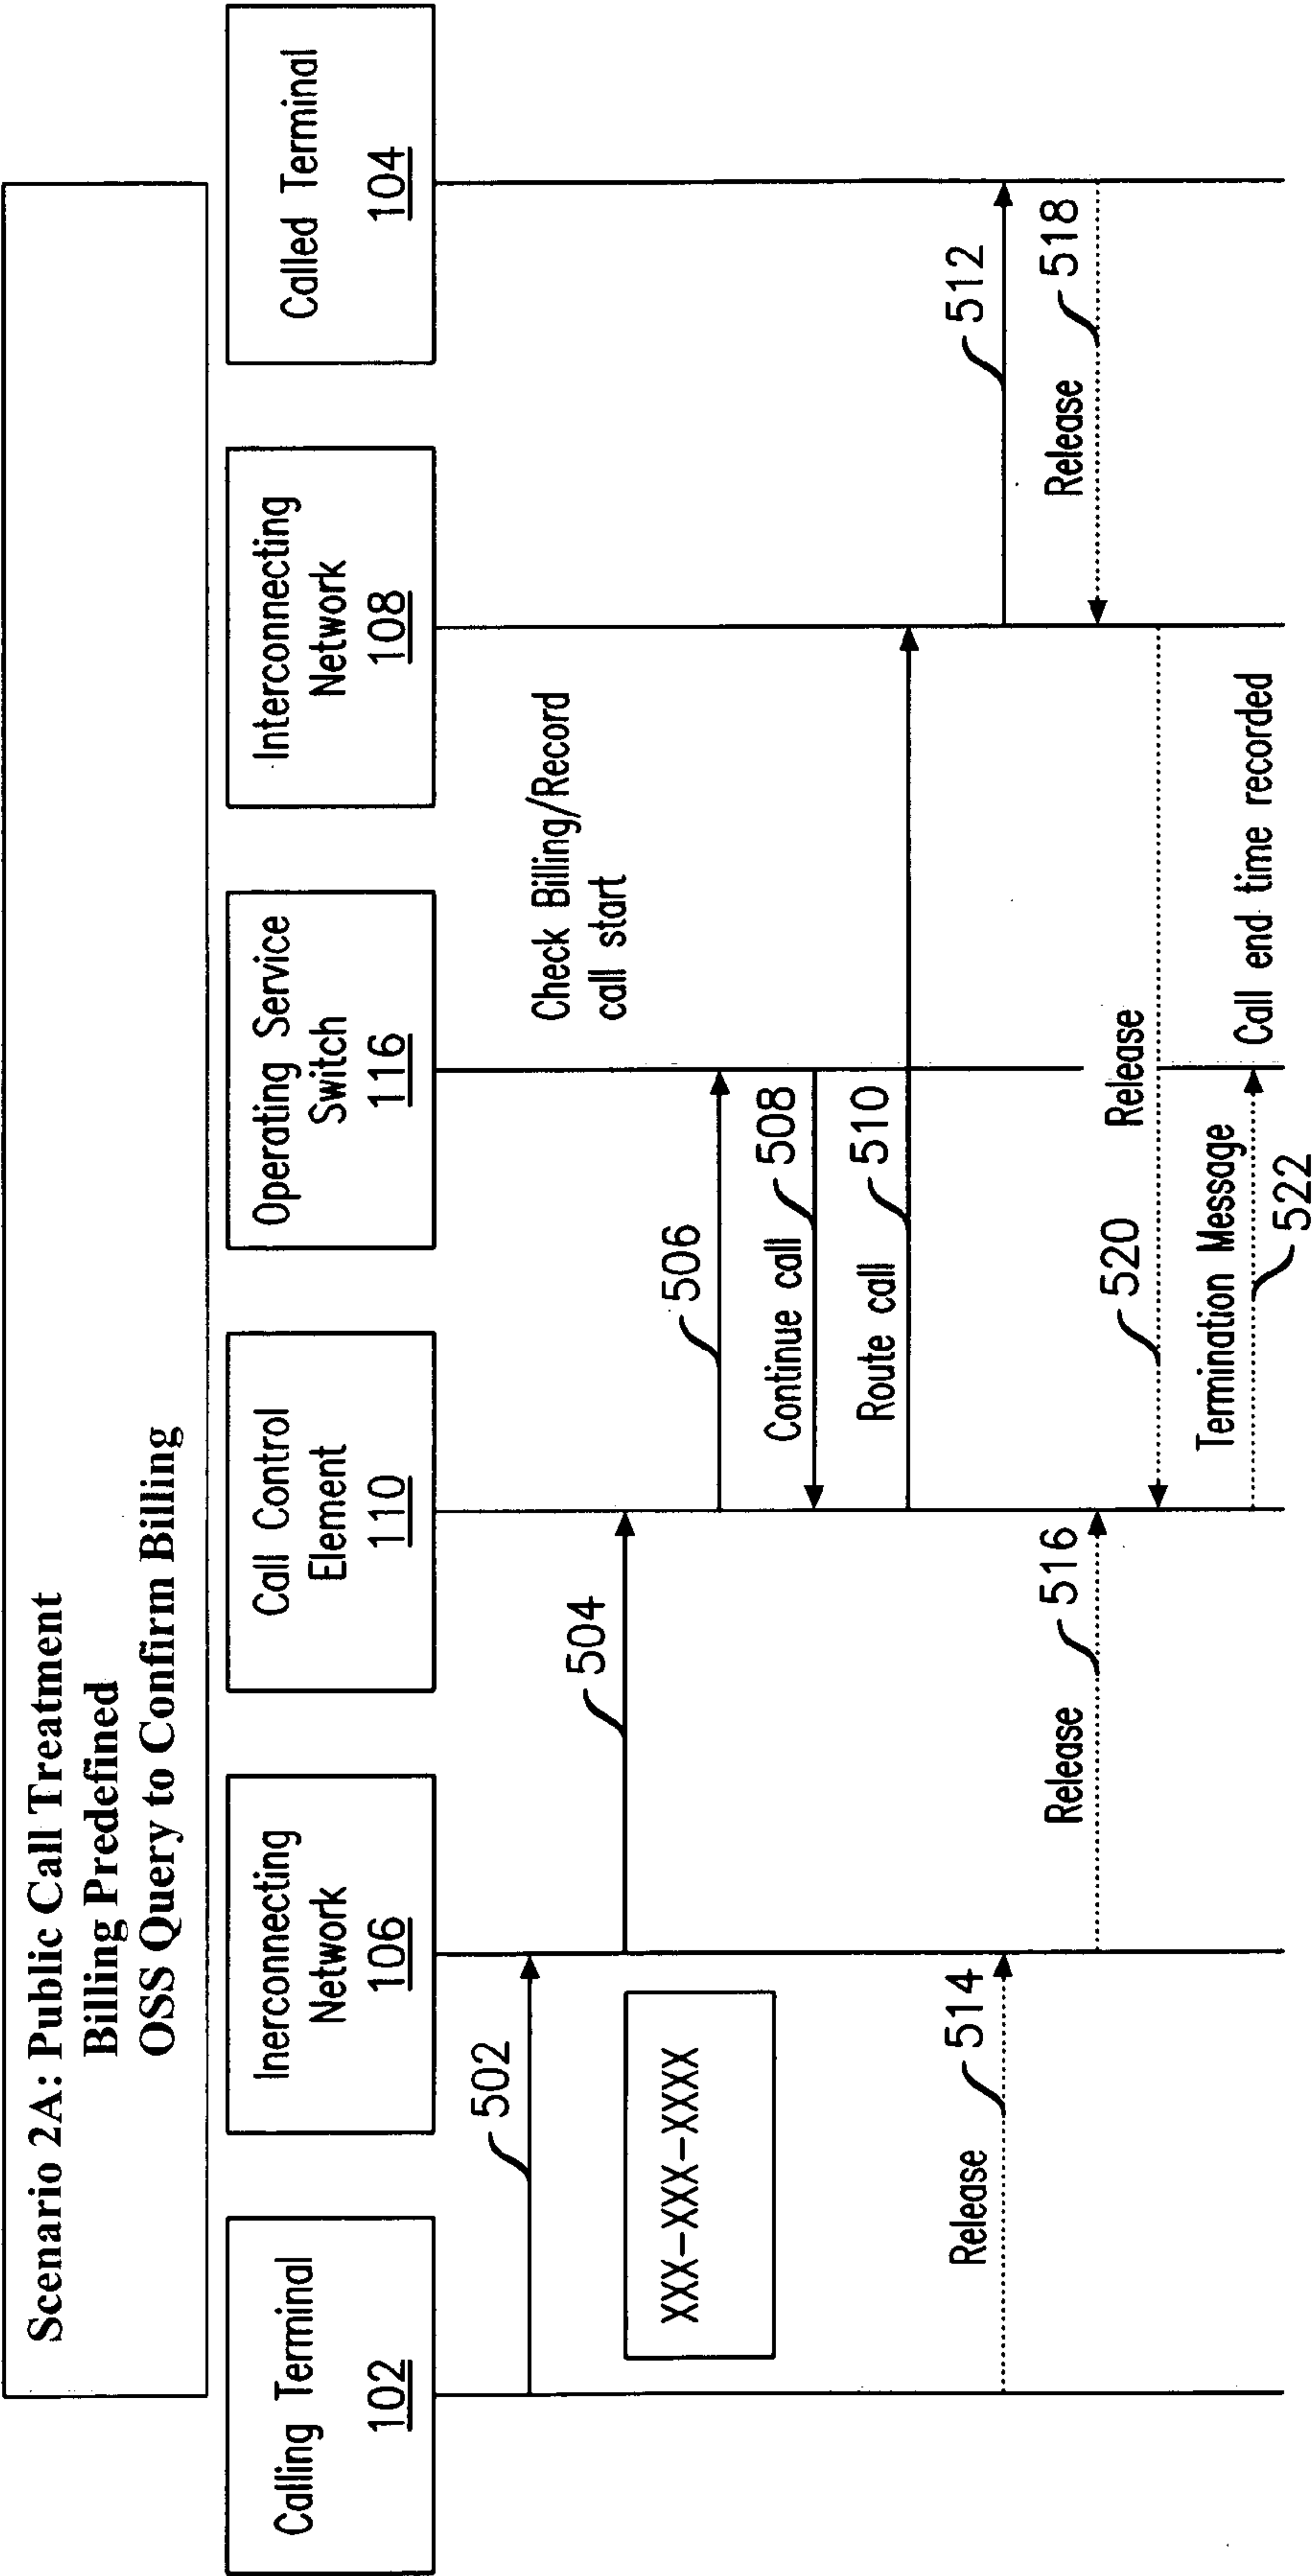 Scenario 2A: Public Call Treatment
Billing Predefined
OSS Query to Confirm Billing
Calling Terminal
102
Inerconnecting
Network
106
Call Control
Element
110
Operating Service
Switch
116
Interconnecting
Network
108
Called Terminal
104
502
XXX-XXX-XXXX
504
Check Billing/Record
call start
506
Continue call
508
Route call
510
512
Release
514
Release
516
Release
518
520
Release
Termination Message
522
Call end time recorded